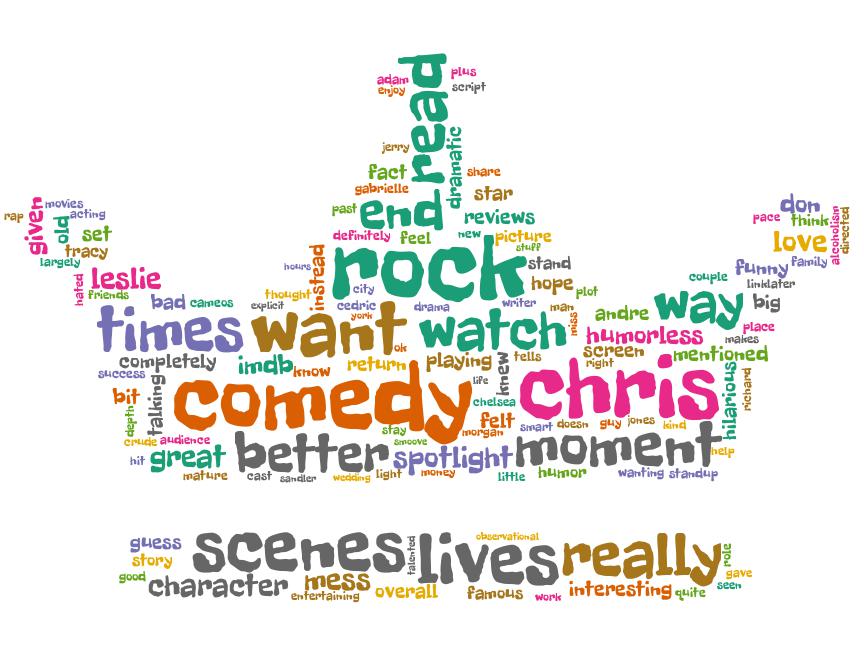 read
adam
plus
enjoy
script
jerry
dramatic
fact
share
gabrielle
star
past
end
reviews
definitely
feel
new
picture
stuff
rap
given
movies
old
acting
set
tracy
largely
hated
leslie
friends
don
pace
think
alcoholism
directed
love
family
funny
couple
linklater
hours
instead
rock
stand
city
hope
plot
thought
bad
cameos
explicit
cedric
drama
writer
man
way
big
times
want
york
ok
watch
miss
andre
humorless
place
makes
completely
imdb
know
return
playing
tells
knew
screen
right
mentioned
success
bit
talking
comedy
life
chelsea
chris
hilarious
richard
depth
crude
audience
stay
smoove
morgan
felt
smart
doesn
guy
jones
kind
hit
great
better
spotlight
moment
help
mature
cast
sandler
wedding
light
money
little
humor
wanting
standup
guess
scenes
talented
lives
observational
really
role
story
gave
good
character
mess
entertaining
overall
famous
work
interesting
quite
seen